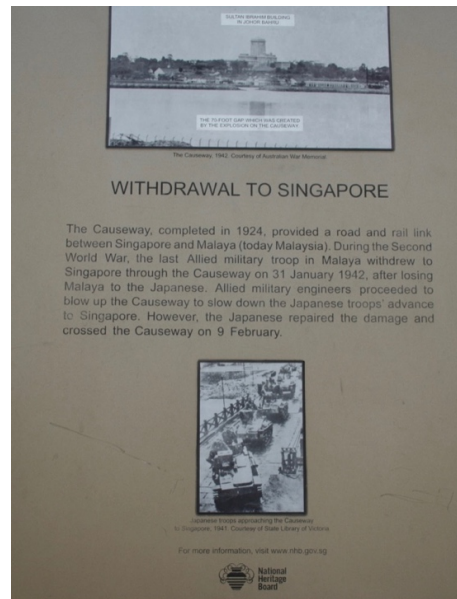 SULTAN IBRAHIM BUILDING
IN JOHOR BAHRU
THE 70-FOOT GAP WHICH WAS CREATED
BY THE EXPLOSION ON THE CAUSEWAY
The Causeway, 1942. Courtesy of Australian War Memorial
WITHDRAWAL TO SINGAPORE
The Causeway, completed in 1924, provided a road and rail link
between Singapore and Malaya (today Malaysia). During the Second
World War, the last Allied military troop in Malaya withdrew to
Singapore through the Causeway on 31 January 1942, after losing
Malaya to the Japanese. Allied military engineers proceeded to
blow up the Causeway to slow down the Japanese troops' advance
to Singapore. However, the Japanese repaired the damage and
crossed the Causeway on 9 February.
Japanese troops approaching the Causeway
to Singapore, 1941. Courtesy of State Library of Victoria
For more information, visit www.nhb.gov.sg
National
Heritage
Board